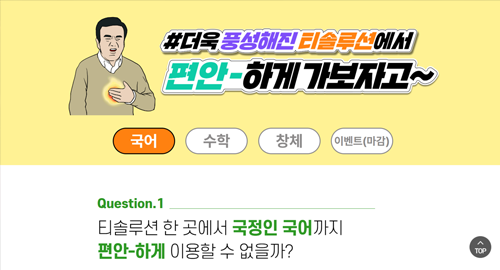 #더욱 풍성해진 티솔루션에서
편안-하게 가보자고~
국어 수학 창체 이벤트(마감)
Question.1
티솔루션 한 곳에서 국정인 국어까지
편안-하게 이용할 수 없을까?
TOP